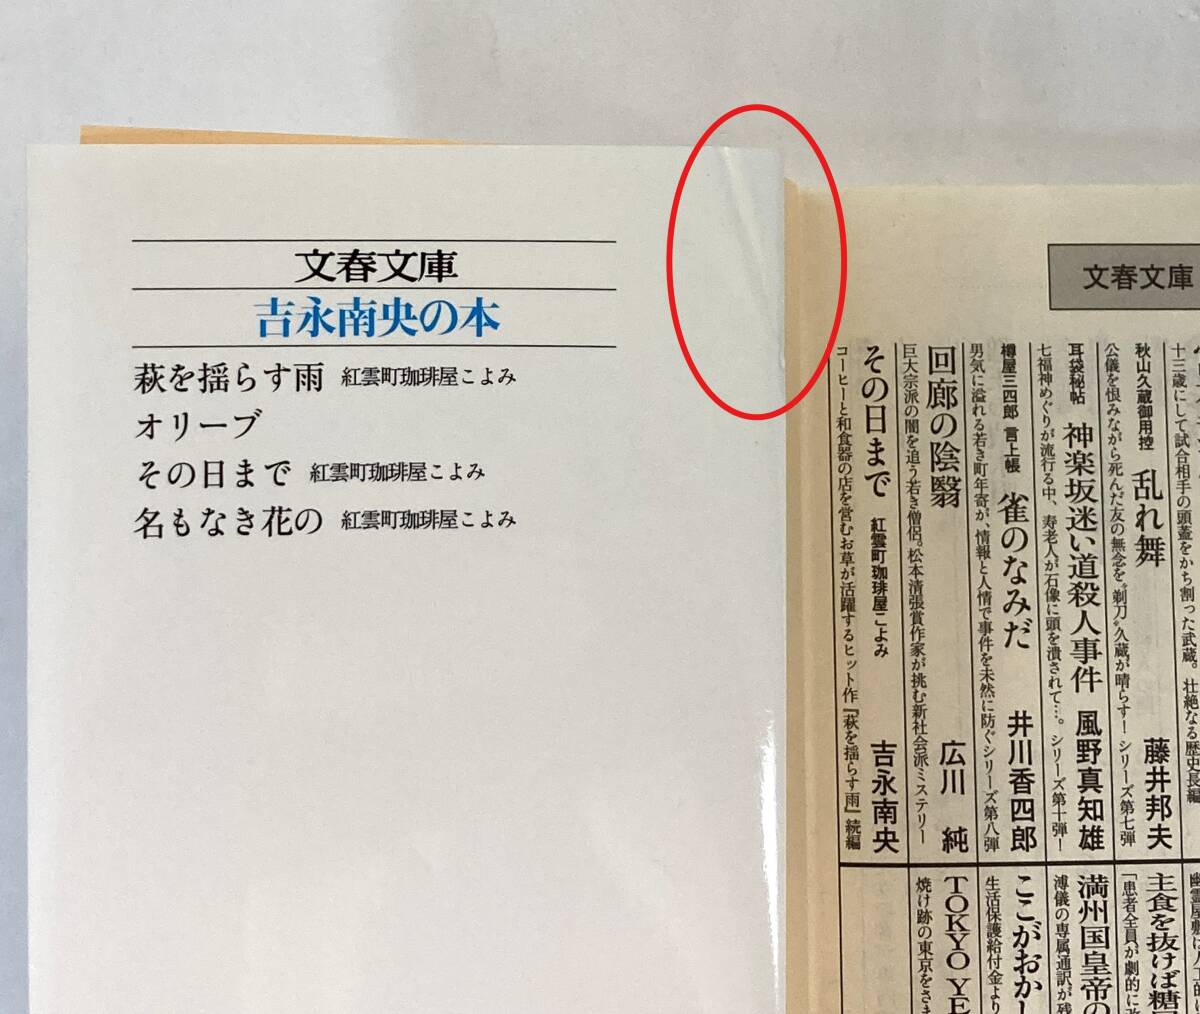 文春文庫
吉永南央の本
萩を揺らす雨 紅雲町珈琲屋こよみ
オリーブ
その日まで 紅雲町珈琲屋こよみ
名もなき花の 紅雲町珈琲屋こよみ
文春文庫
十三歳にして試合相手の頭蓋をかち割った武蔵。壮絶なる歴史長編
秋山久蔵御用控 乱れ舞 藤井邦夫
公儀を恨みながら死んだ友の無念を〝剃刀〟久蔵が晴らす！ シリーズ第七弾
耳袋秘帖 神楽坂迷い道殺人事件 風野真知雄
七福神めぐりが流行する中、寿老人が石像に頭を潰されて…。シリーズ第十弾！
樽屋三四郎 言上帳 雀のなみだ 井川香四郎
男気に溢れる若き町年寄が、情報と人情で事件を未然に防ぐシリーズ第八弾
回廊の陰翳 広川 純
巨大宗派の闇を追う若き僧侶。松本清張賞作家が挑む新社会派ミステリー
その日まで 紅雲町珈琲屋こよみ 吉永南央
コーヒーと和食器の店を営むお草が活躍するヒット作『萩を揺らす雨』続編
主食を抜けば糖
「患者全員が劇的に改
満州国皇帝の
溥儀の専属通訳が残
ここがおかし
生活保護給付金より
TOKYO YE
焼け跡の東京をさま